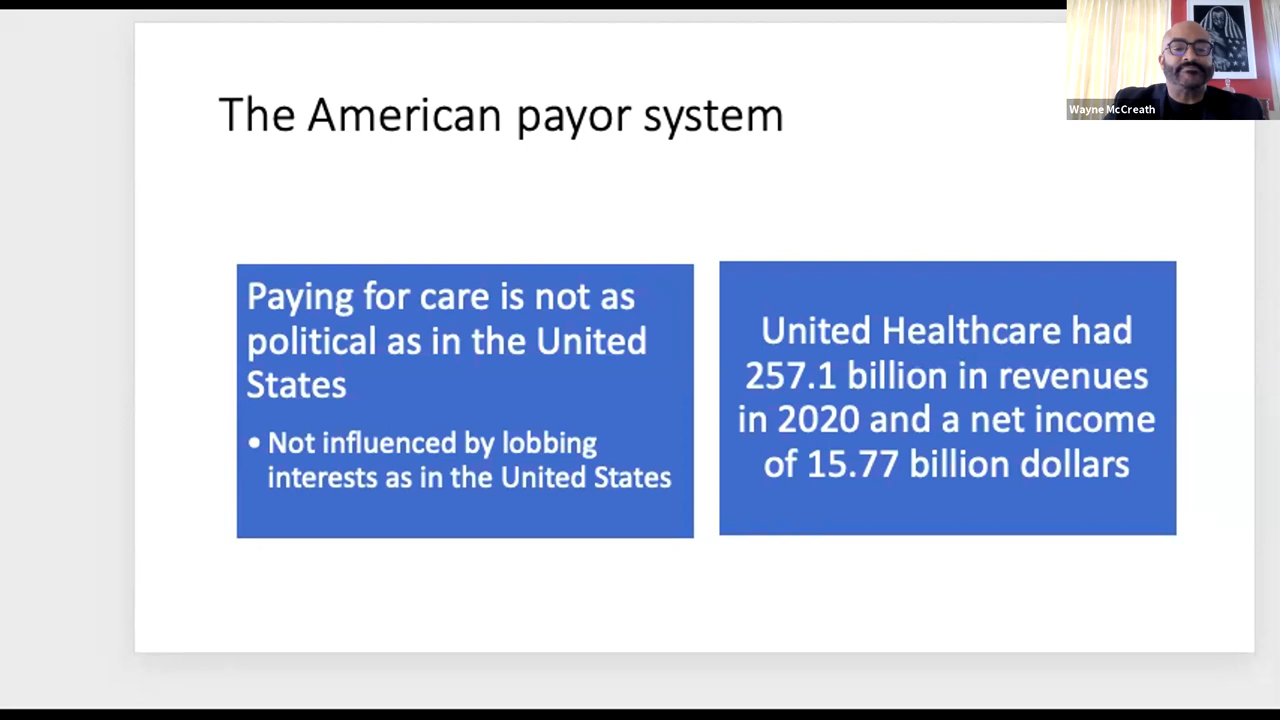 The American payor system
Wayne McCreath
Paying for care is not as
political as in the United
States
• Not influenced by lobbing
interests as in the United States
United Healthcare had
257.1 billion in revenues
in 2020 and a net income
of 15.77 billion dollars